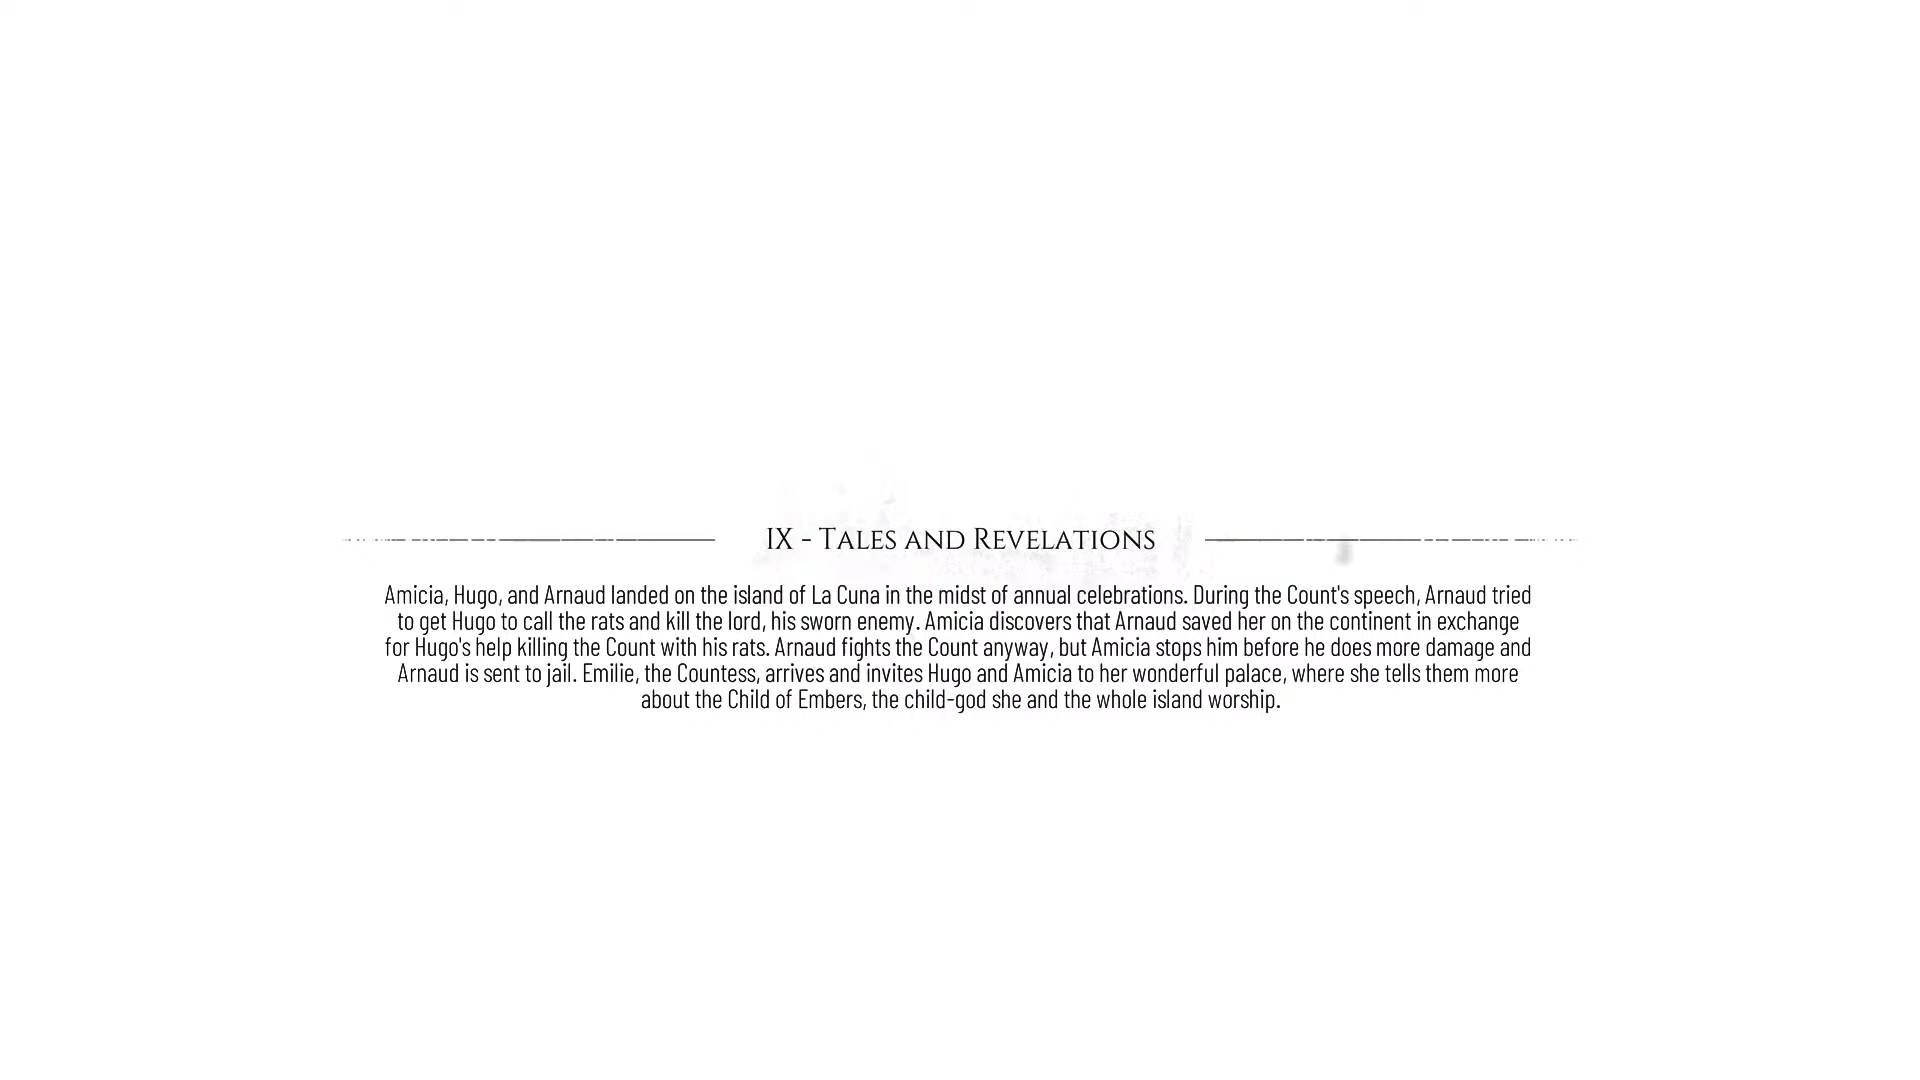 IX - Tales and Revelations
Amicia, Hugo, and Arnaud landed on the island of La Cuna in the midst of annual celebrations. During the Count's speech, Arnaud tried
to get Hugo to call the rats and kill the lord, his sworn enemy. Amicia discovers that Arnaud saved her on the continent in exchange
for Hugo's help killing the Count with his rats. Arnaud fights the Count anyway, but Amicia stops him before he does more damage and
Arnaud is sent to jail. Emilie, the Countess, arrives and invites Hugo and Amicia to her wonderful palace, where she tells them more
about the Child of Embers, the child-god she and the whole island worship.